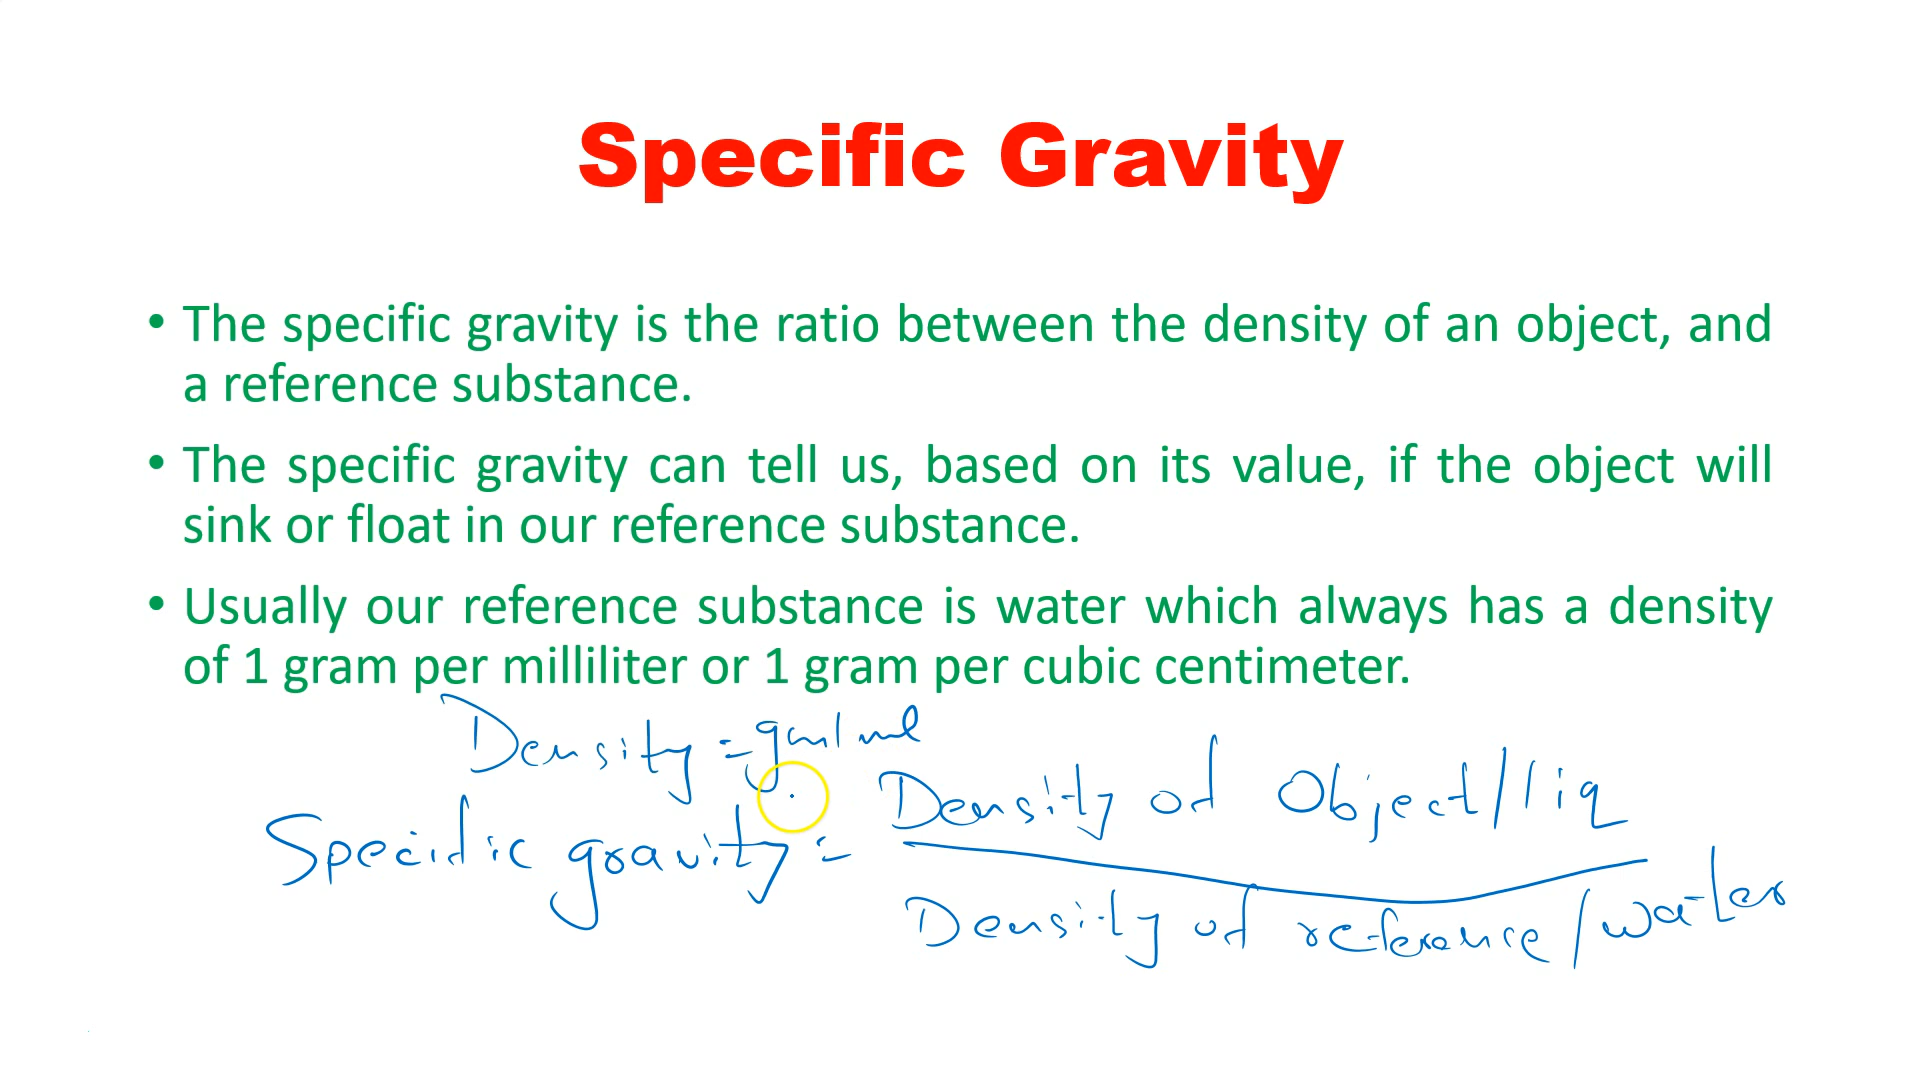 Specific Gravity
• The specific gravity is the ratio between the density of an object, and
a reference substance.
• The specific gravity can tell us, based on its value, if the object will
sink or float in our reference substance.
• Usually our reference substance is water which always has a density
of 1 gram per milliliter or 1 gram per cubic centimeter.
Density = gm/ml
Specific gravity = Density of Object/liq
Density of reference/water